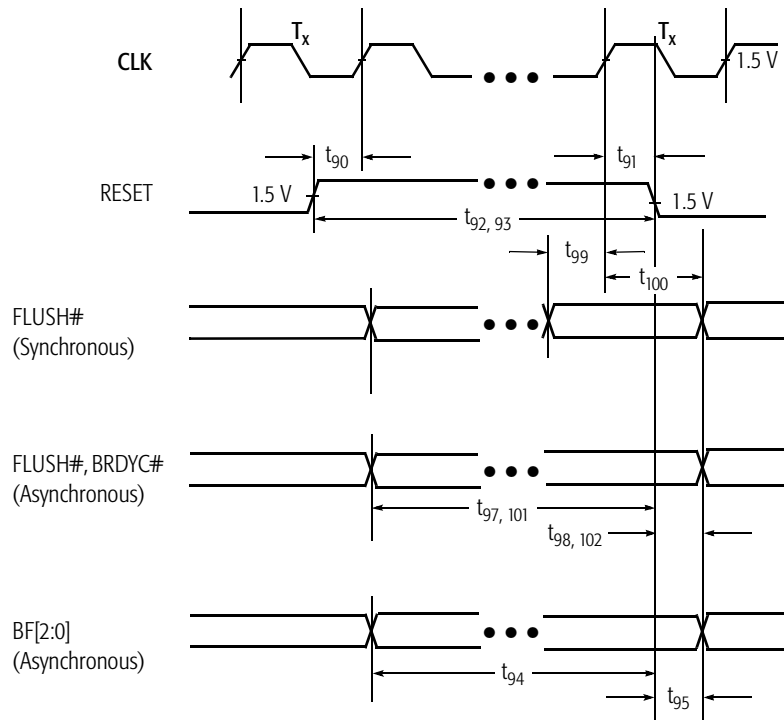 Tx Tx
CLK 1.5 V
t90 t91
RESET 1.5 V 1.5 V
t92, 93
t99
t100
FLUSH#
(Synchronous)
FLUSH#, BRDYC#
(Asynchronous)
t97, 101
t98, 102
BF[2:0]
(Asynchronous)
t94
t95